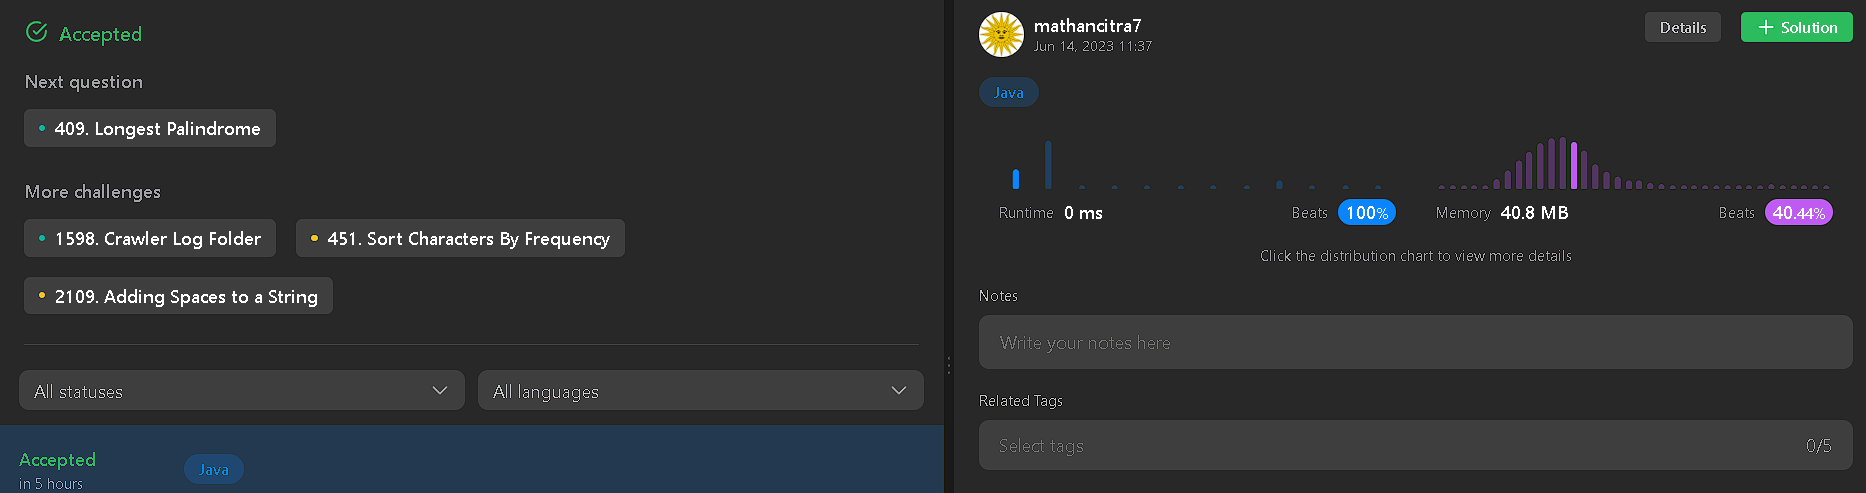 Accepted
Next question
409. Longest Palindrome
More challenges
1598. Crawler Log Folder
451. Sort Characters By Frequency
2109. Adding Spaces to a String
All statuses
All languages
Accepted
Java
in 5 hours
mathancitra7
Jun 14, 2023 11:37
Details
Solution
Java
Runtime 0 ms
Beats 100%
Memory 40.8 MB
Beats 40.44%
Click the distribution chart to view more details
Notes
Write your notes here
Related Tags
Select tags
0/5